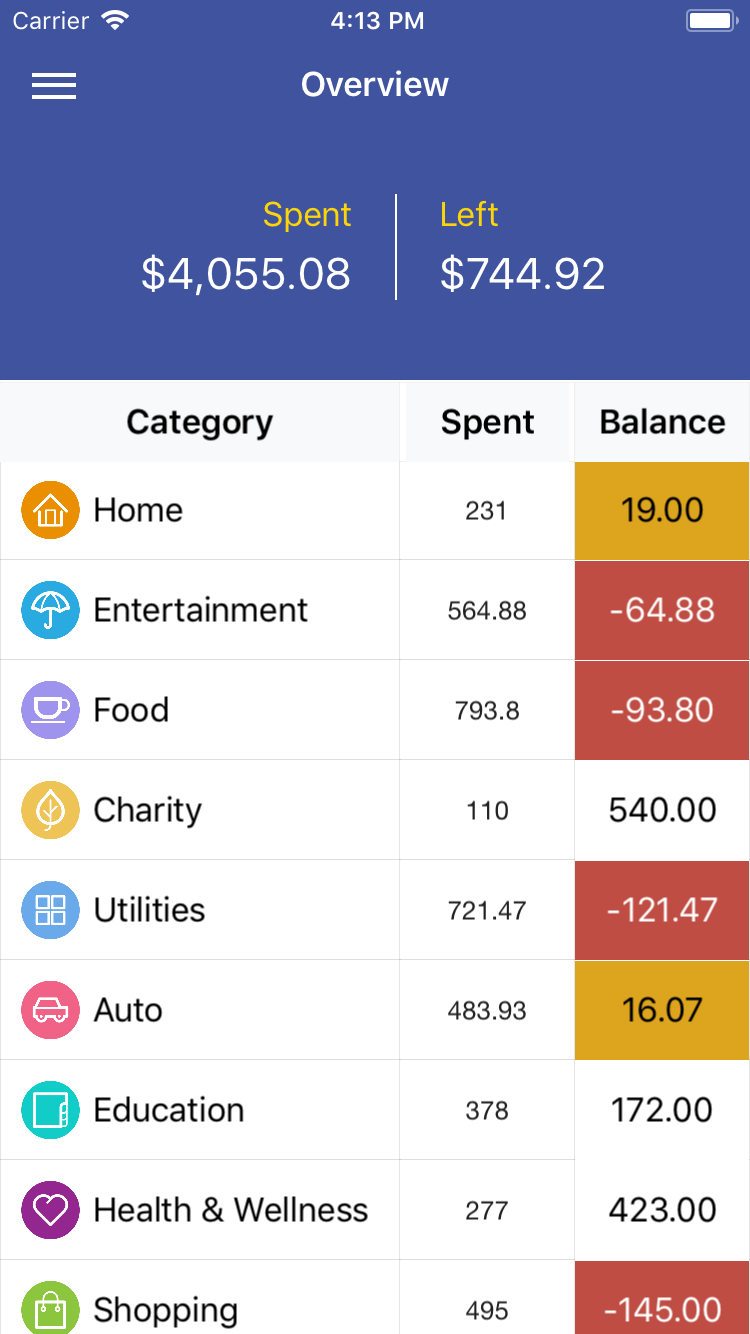 Carrier 4:13 PM
Overview
Spent Left
$4,055.08 $744.92
Category Spent Balance
Home 231 19.00
Entertainment 564.88 -64.88
Food 793.8 -93.80
Charity 110 540.00
Utilities 721.47 -121.47
Auto 483.93 16.07
Education 378 172.00
Health & Wellness 277 423.00
Shopping 495 -145.00